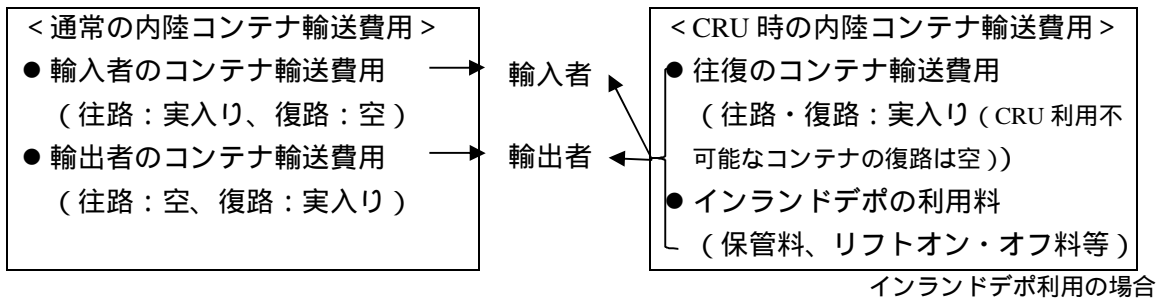 ＜通常の内陸コンテナ輸送費用＞
●輸入者のコンテナ輸送費用
（往路：実入り、復路：空）
●輸出者のコンテナ輸送費用
（往路：空、復路：実入り）
輸入者
輸出者
＜CRU 時の内陸コンテナ輸送費用＞
●往復のコンテナ輸送費用
（往路・復路：実入り（CRU 利用不
可能なコンテナの復路は空））
●インランドデポの利用料
（保管料、リフトオン・オフ料等）
インランドデポ利用の場合